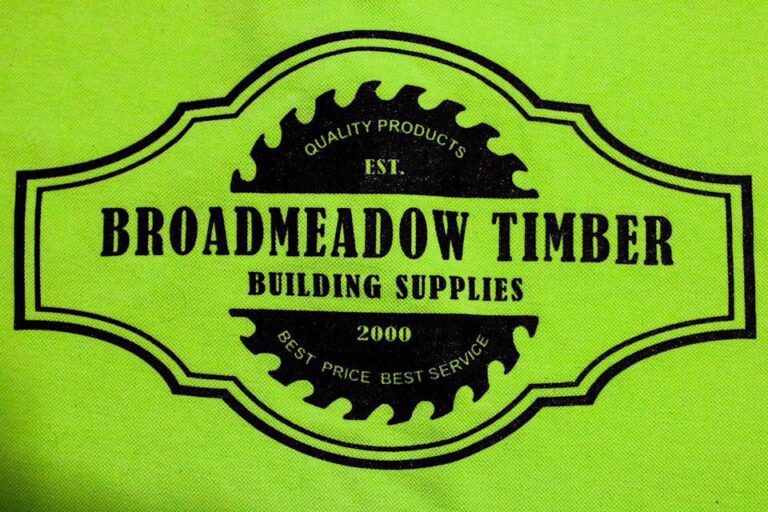 QUALITY PRODUCTS
EST.
BROADMEADOW TIMBER
BUILDING SUPPLIES
2000
BEST PRICE BEST SERVICE